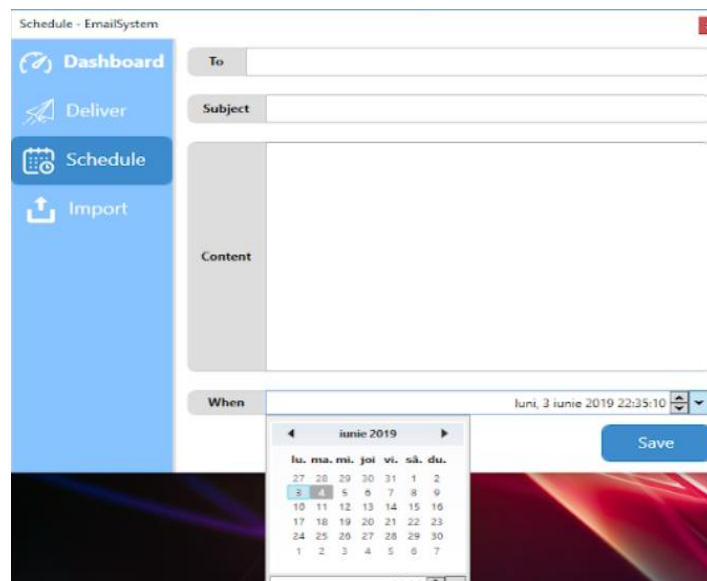 Schedule - EmailSystem
Dashboard
Deliver
Schedule
Import
To
Subject
Content
When
luni, 3 iunie 2019 22:35:10
iunie 2019
lu. ma. mi. joi vi. sâ. du.
27 28 29 30 31 1 2
3 4 5 6 7 8 9
10 11 12 13 14 15 16
17 18 19 20 21 22 23
24 25 26 27 28 29 30
1 2 3 4 5 6 7
Save